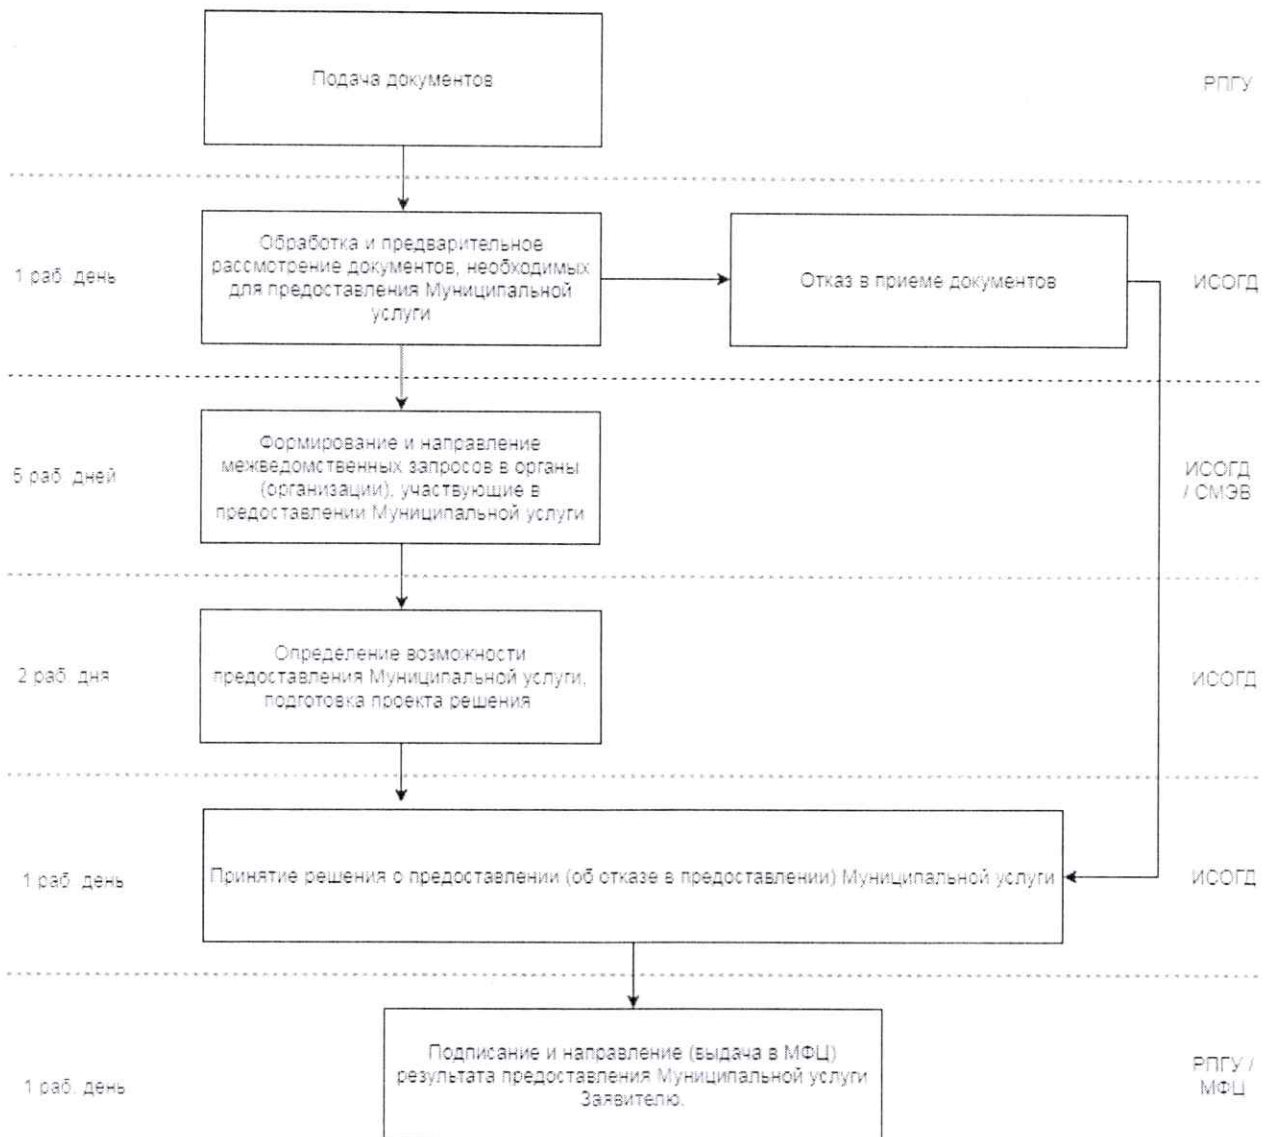 Подача документов
РПГУ
1 раб. день
Обработка и предварительное
рассмотрение документов, необходимых
для предоставления Муниципальной
услуги
Отказ в приеме документов
ИСОГД
5 раб. дней
Формирование и направление
межведомственных запросов в органы
(организации), участвующие в
предоставлении Муниципальной услуги
ИСОГД
/ СМЭВ
2 раб. дня
Определение возможности
предоставления Муниципальной услуги,
подготовка проекта решения
ИСОГД
1 раб. день
Принятие решения о предоставлении (об отказе в предоставлении) Муниципальной услуги
ИСОГД
1 раб. день
Подписание и направление (выдача в МФЦ)
результата предоставления Муниципальной услуги
Заявителю.
РПГУ /
МФЦ